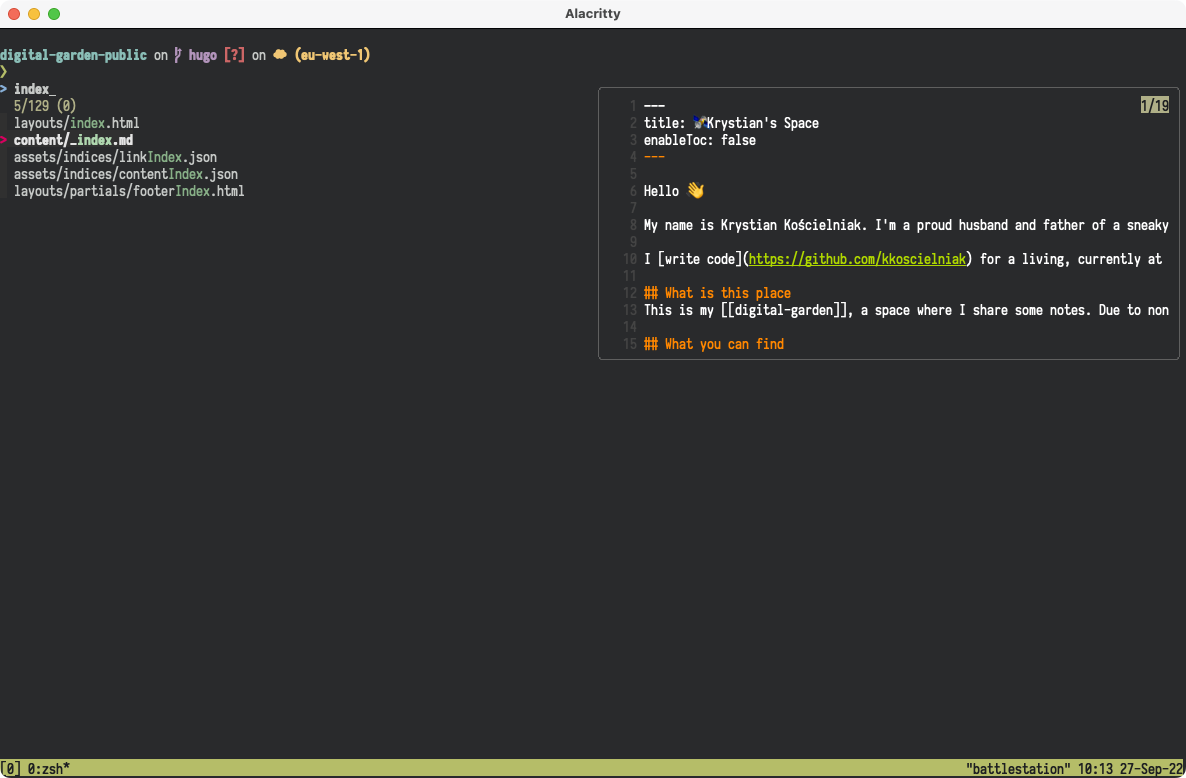 Alacritty
digital-garden-public on hugo [?] on (eu-west-1)
❯
> index_
5/129 (0)
layouts/index.html
> content/_index.md
assets/indices/linkIndex.json
assets/indices/contentIndex.json
layouts/partials/footerIndex.html
1 --- 1/19
2 title: Krystian's Space
3 enableToc: false
4 ---
5
6 Hello 👋
7
8 My name is Krystian Kościelniak. I'm a proud husband and father of a sneaky
9
10 I [write code](https://github.com/kkoscielniak) for a living, currently at
11
12 ## What is this place
13 This is my [[digital-garden]], a space where I share some notes. Due to non
14
15 ## What you can find
[0] 0:zsh* "battlestation" 10:13 27-Sep-22